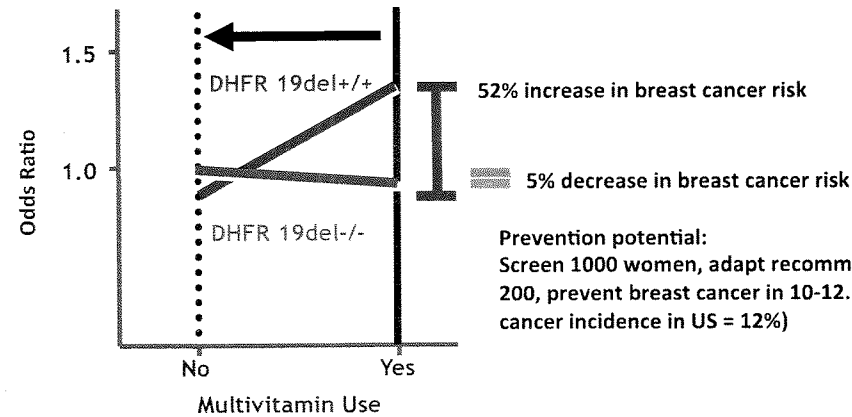 1.5
DHFR 19del+/+
52% increase in breast cancer risk
Odds Ratio
1.0
5% decrease in breast cancer risk
DHFR 19del-/-
Prevention potential:
Screen 1000 women, adapt recomm
200, prevent breast cancer in 10-12.
cancer incidence in US = 12%)
No
Yes
Multivitamin Use